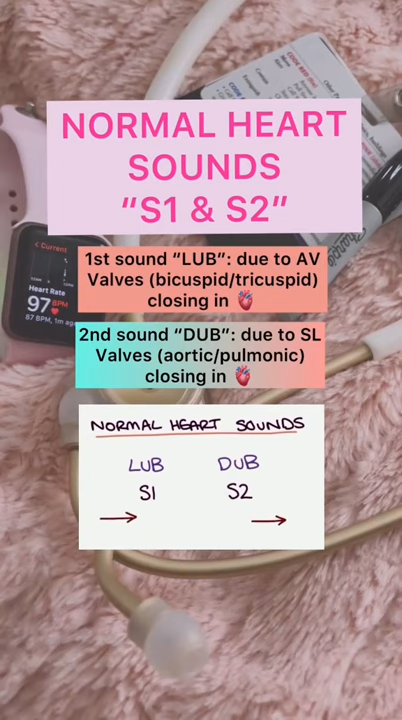 NORMAL HEART
SOUNDS
“S1 & S2”
1st sound “LUB”: due to AV
Valves (bicuspid/tricuspid)
closing in 🫀
2nd sound “DUB”: due to SL
Valves (aortic/pulmonic)
closing in 🫀
NORMAL HEART SOUNDS
LUB DUB
S1 S2
Current
Heart Rate
97 BPM
87 BPM, 1m ago
Sharpie